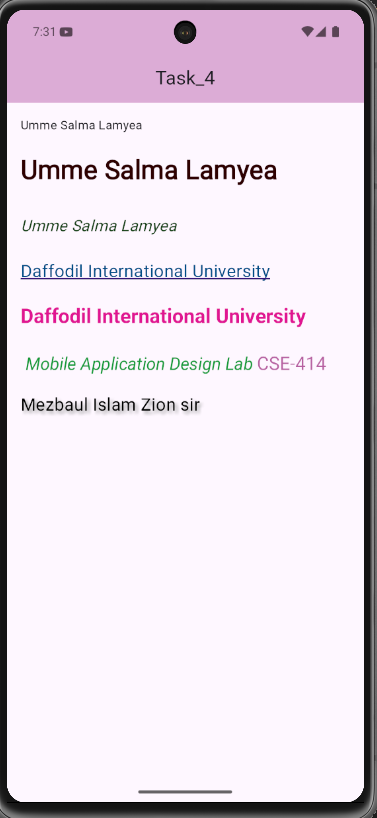 7:31
Task_4
Umme Salma Lamyea
Umme Salma Lamyea
Umme Salma Lamyea
Daffodil International University
Daffodil International University
Mobile Application Design Lab CSE-414
Mezbaul Islam Zion sir